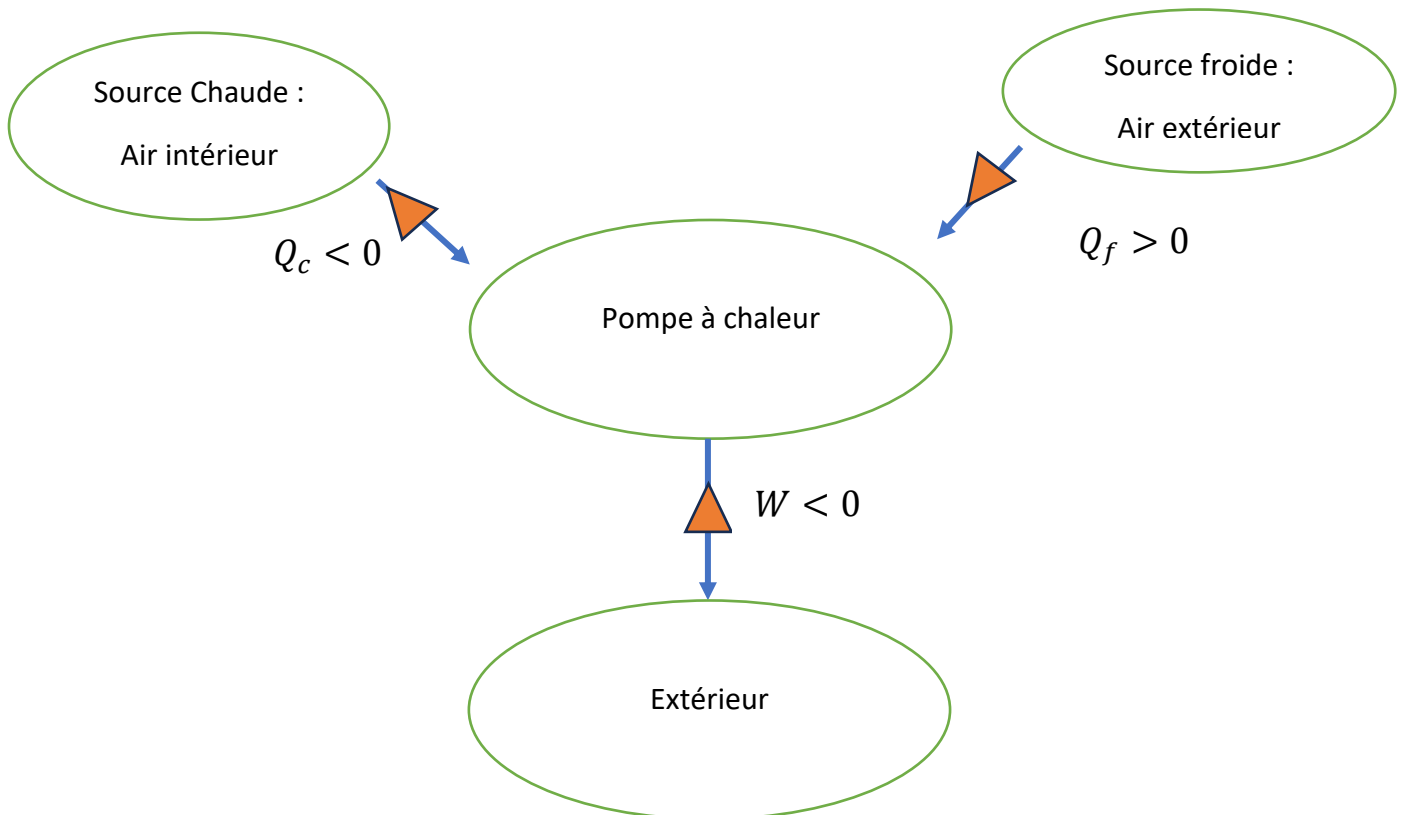 Source Chaude :
Air intérieur
Source froide :
Air extérieur
Q_c < 0
Q_f > 0
Pompe à chaleur
W < 0
Extérieur